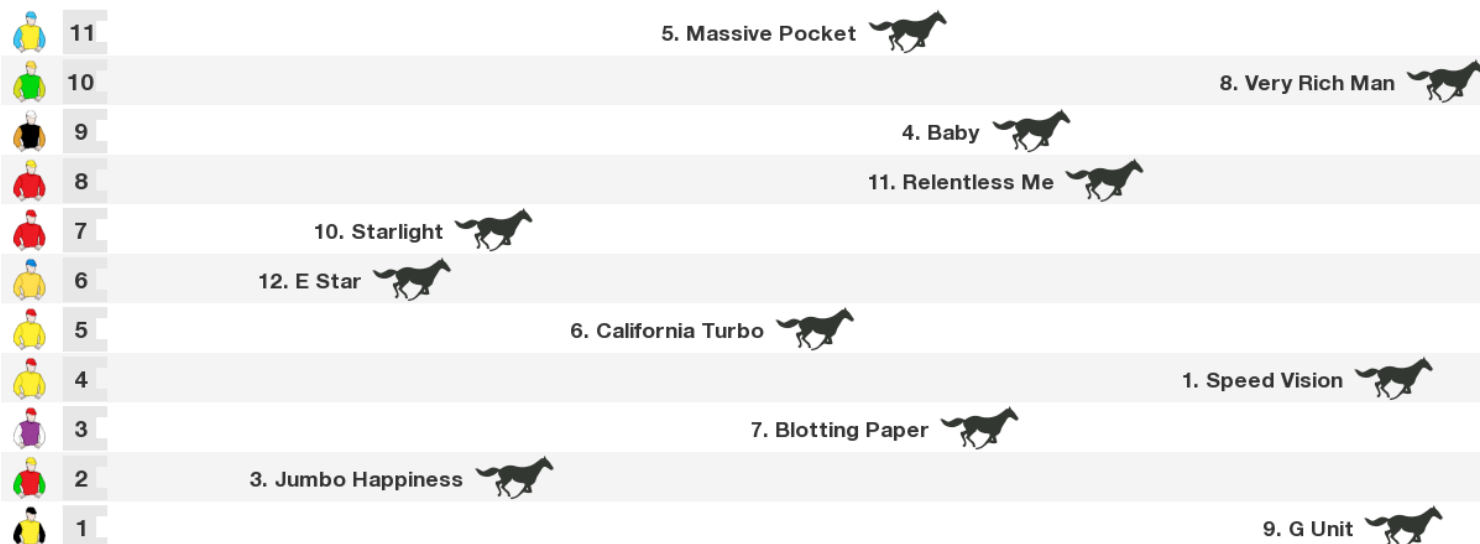 11 5. Massive Pocket
10 8. Very Rich Man
9 4. Baby
8 11. Relentless Me
7 10. Starlight
6 12. E Star
5 6. California Turbo
4 1. Speed Vision
3 7. Blotting Paper
2 3. Jumbo Happiness
1 9. G Unit